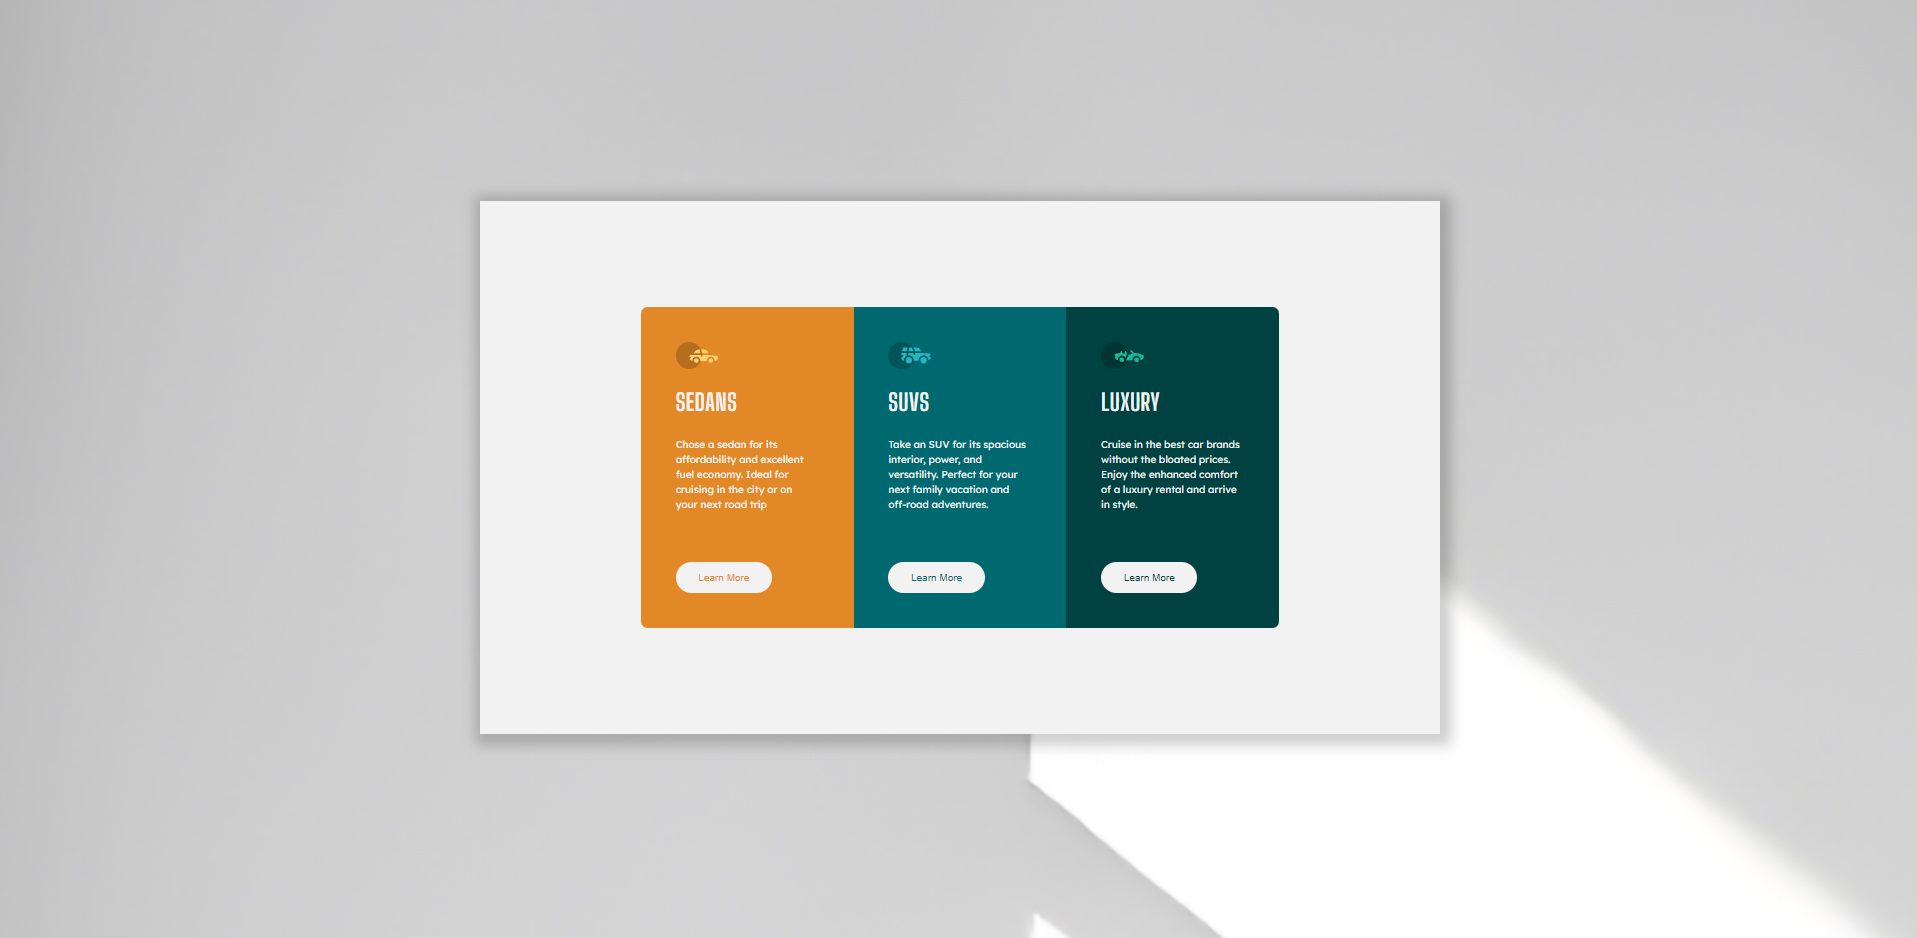 SEDANS
Chose a sedan for its
affordability and excellent
fuel economy. Ideal for
cruising in the city or on
your next road trip
Learn More
SUVS
Take an SUV for its spacious
interior, power, and
versatility. Perfect for your
next family vacation and
off-road adventures.
Learn More
LUXURY
Cruise in the best car brands
without the bloated prices.
Enjoy the enhanced comfort
of a luxury rental and arrive
in style.
Learn More